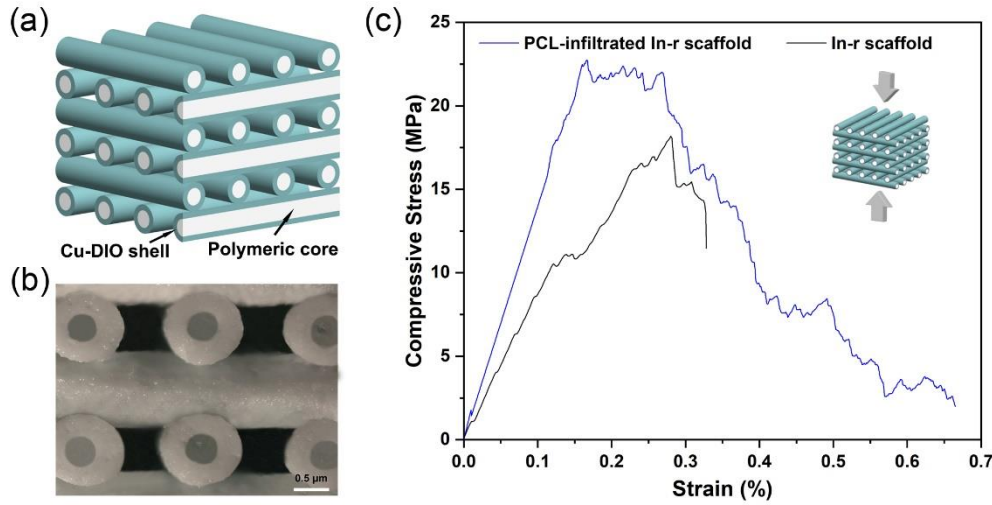 (a)
Cu-DIO shell
Polymeric core
(b)
0.5 µm
(c)
PCL-infiltrated In-r scaffold
In-r scaffold
Compressive Stress (MPa)
25
20
15
10
5
0
0.0 0.1 0.2 0.3 0.4 0.5 0.6 0.7
Strain (%)